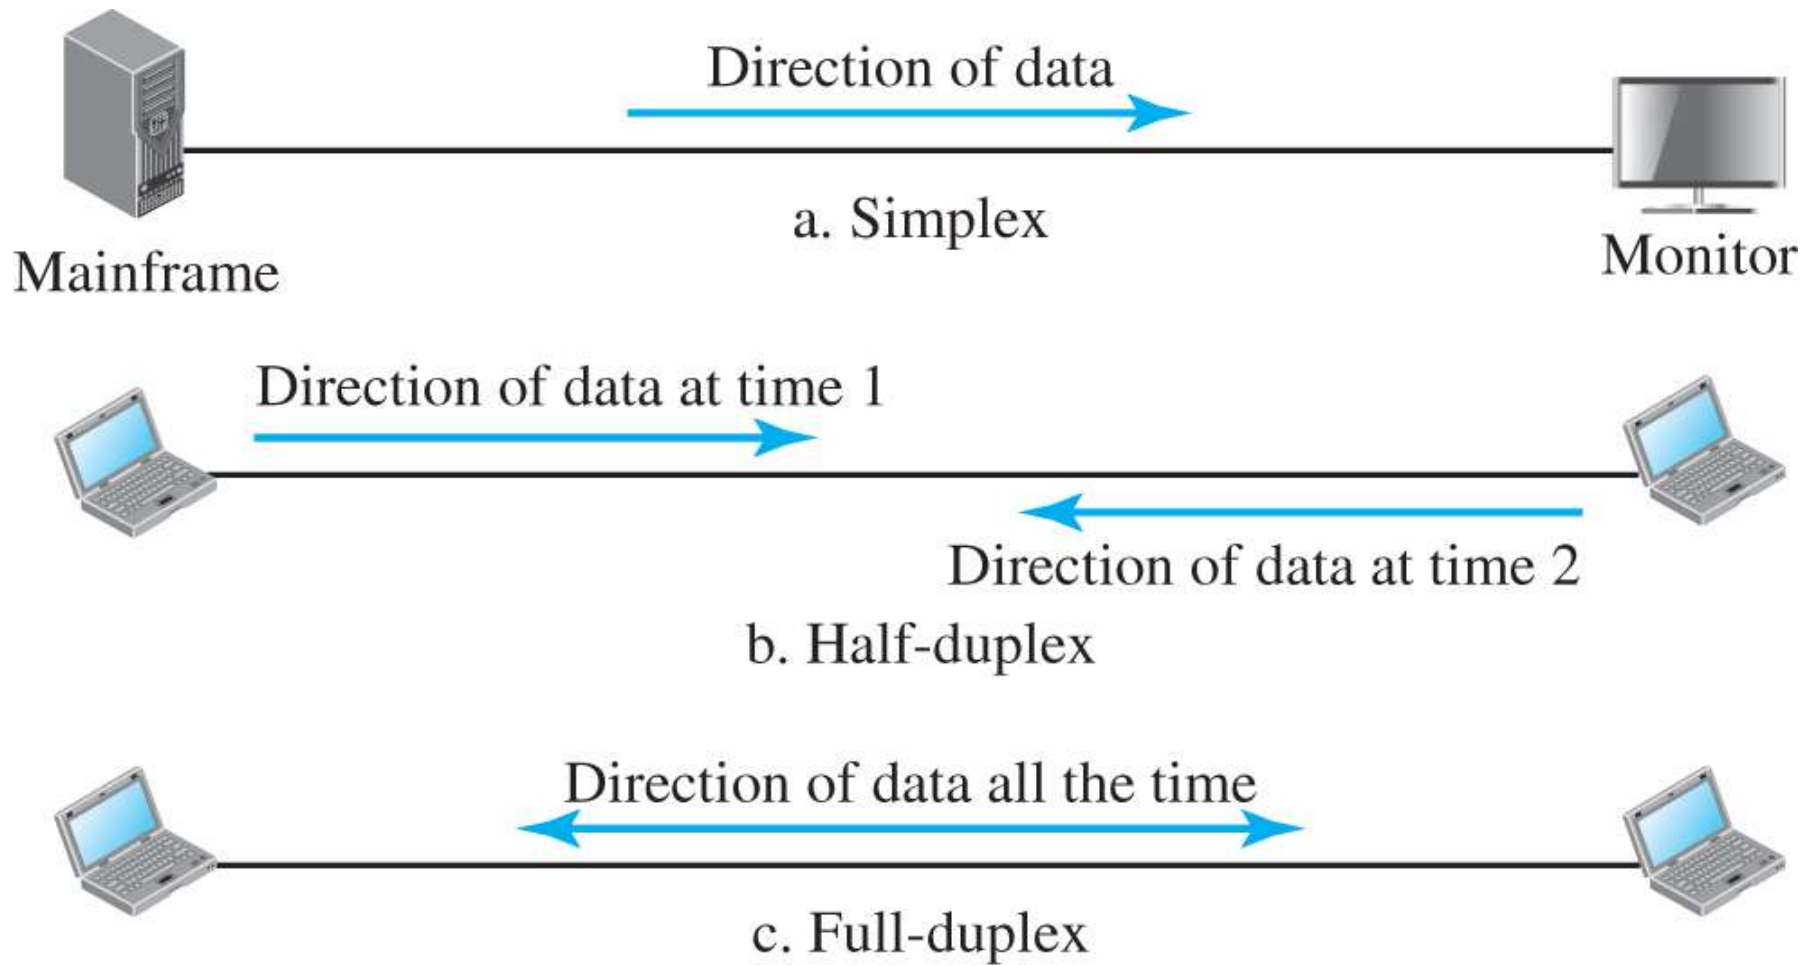 Direction of data
a. Simplex
Mainframe
Monitor
Direction of data at time 1
Direction of data at time 2
b. Half-duplex
Direction of data all the time
c. Full-duplex